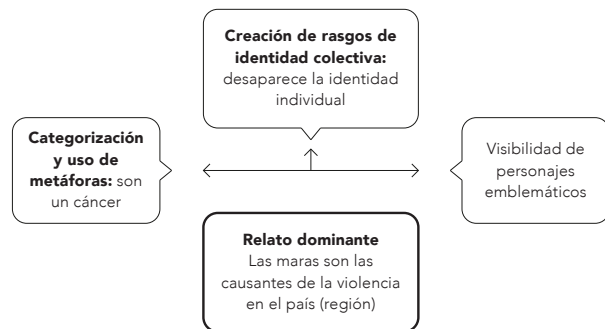 Creación de rasgos de
identidad colectiva:
desaparece la identidad
individual
Categorización
y uso de
metáforas: son
un cáncer
Visibilidad de
personajes
emblemáticos
Relato dominante
Las maras son las
causantes de la violencia
en el país (región)